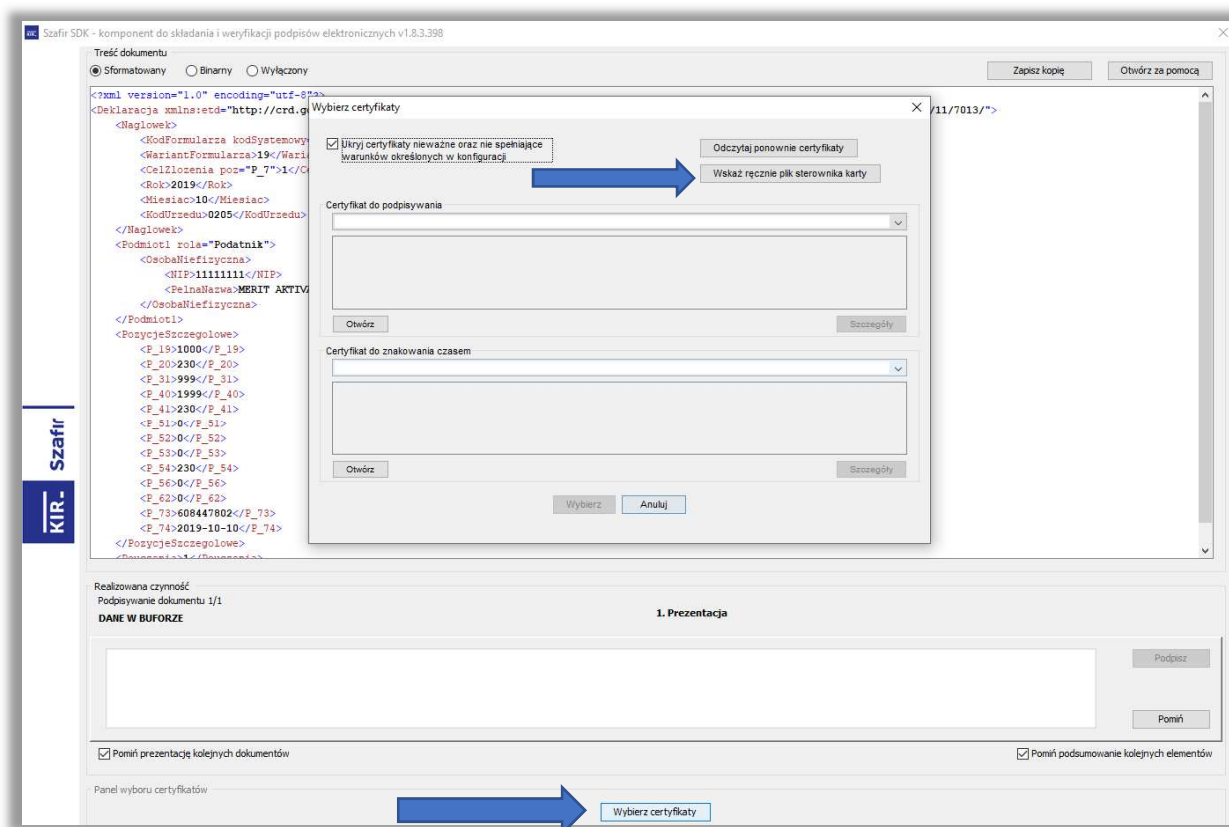 KIR Szafir SDK - komponent do składania i weryfikacji podpisów elektronicznych v1.8.3.398
Treść dokumentu
Sformatowany Binarny Wyłączony Zapisz kopię Otwórz za pomocą
<?xml version="1.0" encoding="utf-8"?>
<Deklaracja xmlns:etd="http://crd.g /11/7013/">
<Naglowek>
<KodFormularza kodSystemowy
<WariantFormularza>19</Waria
<CelZlozenia poz="P_7">1</Ce
<Rok>2019</Rok>
<Miesiac>10</Miesiac>
<KodUrzedu>0205</KodUrzedu>
</Naglowek>
<Podmiot1 rola="Podatnik">
<OsobaNiefizyczna>
<NIP>11111111</NIP>
<PelnaNazwa>MERIT AKTIVA
</OsobaNiefizyczna>
</Podmiot1>
<PozycjeSzczegolowe>
<P_19>1000</P_19>
<P_20>230</P_20>
<P_31>999</P_31>
<P_40>1999</P_40>
<P_41>230</P_41>
<P_51>0</P_51>
<P_52>0</P_52>
<P_53>0</P_53>
<P_54>230</P_54>
<P_56>0</P_56>
<P_62>0</P_62>
<P_73>608447802</P_73>
<P_74>2019-10-10</P_74>
</PozycjeSzczegolowe>
<Pouczenia>1</Pouczenia>
Wybierz certyfikaty
Ukryj certyfikaty nieważne oraz nie spełniające
warunków określonych w konfiguracji
Odczytaj ponownie certyfikaty
Wskaż ręcznie plik sterownika karty
Certyfikat do podpisywania
Otwórz Szczegóły
Certyfikat do znakowania czasem
Otwórz Szczegóły
Wybierz Anuluj
Szafir
KIR
Realizowana czynność
Podpisywanie dokumentu 1/1
DANE W BUFORZE
1. Prezentacja
Podpisz
Pomiń
Pomiń prezentację kolejnych dokumentów Pomiń podsumowanie kolejnych elementów
Panel wyboru certyfikatów
Wybierz certyfikaty